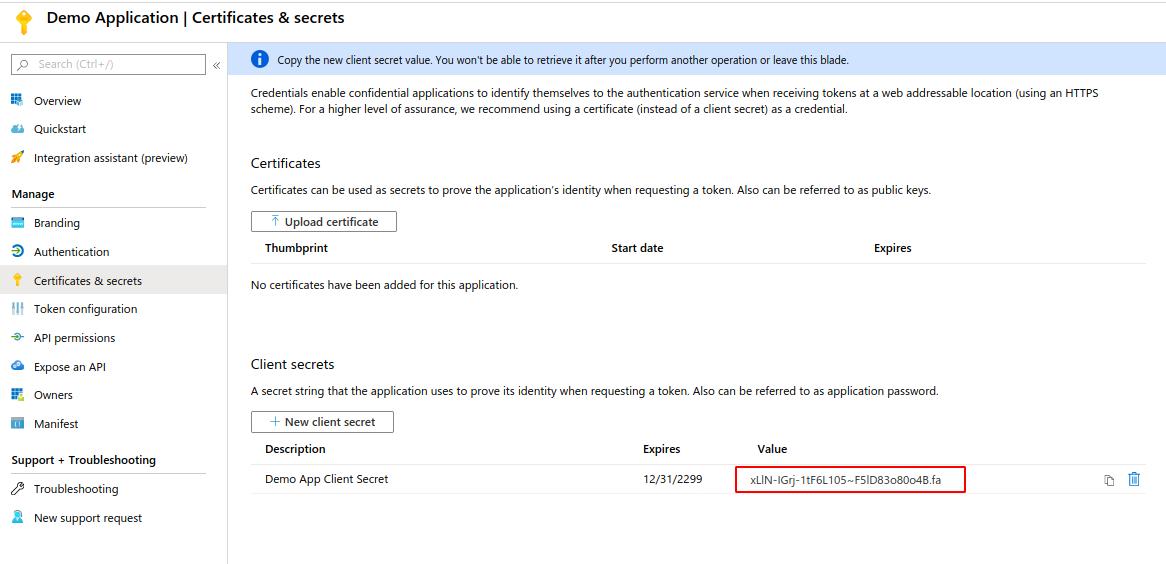 Demo Application | Certificates & secrets
Search (Ctrl+/)
«
Copy the new client secret value. You won't be able to retrieve it after you perform another operation or leave this blade.
Overview
Quickstart
Integration assistant (preview)
Manage
Branding
Authentication
Certificates & secrets
Token configuration
API permissions
Expose an API
Owners
Manifest
Support + Troubleshooting
Troubleshooting
New support request
Credentials enable confidential applications to identify themselves to the authentication service when receiving tokens at a web addressable location (using an HTTPS
scheme). For a higher level of assurance, we recommend using a certificate (instead of a client secret) as a credential.
Certificates
Certificates can be used as secrets to prove the application's identity when requesting a token. Also can be referred to as public keys.
Upload certificate
Thumbprint Start date Expires
No certificates have been added for this application.
Client secrets
A secret string that the application uses to prove its identity when requesting a token. Also can be referred to as application password.
New client secret
Description Expires Value
Demo App Client Secret 12/31/2299 xLlN-IGrj-1tF6L105~F5lD83o80o4B.fa